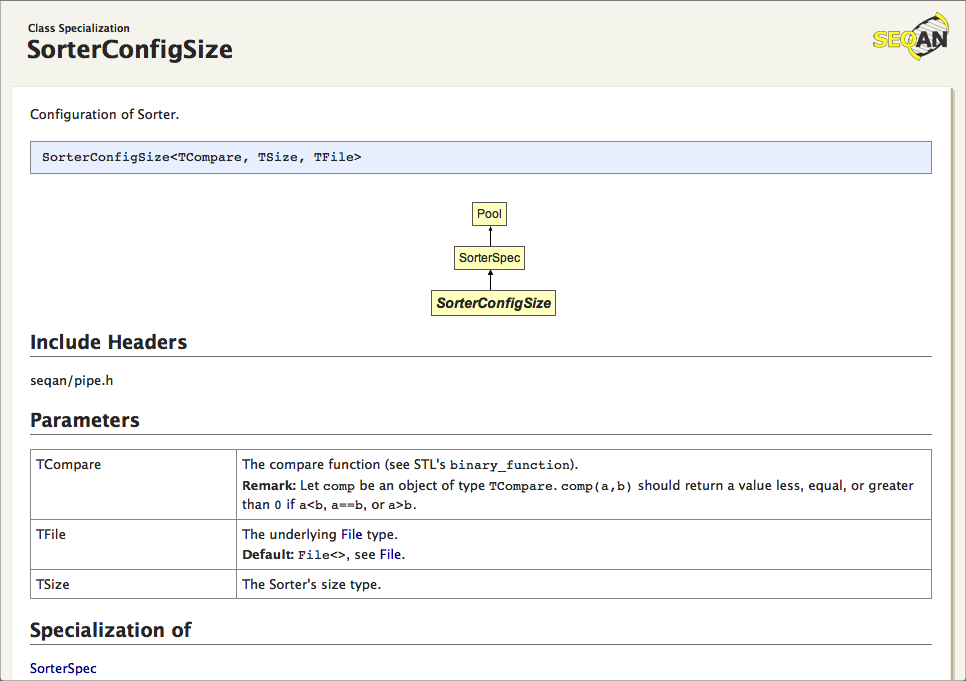 Class Specialization
SorterConfigSize
SEQAN
Configuration of Sorter.
SorterConfigSize<TCompare, TSize, TFile>
Pool
SorterSpec
SorterConfigSize
Include Headers
seqan/pipe.h
Parameters
TCompare
The compare function (see STL's binary_function).
Remark: Let comp be an object of type TCompare. comp(a,b) should return a value less, equal, or greater
than 0 if a<b, a==b, or a>b.
TFile
The underlying File type.
Default: File<>, see File.
TSize
The Sorter's size type.
Specialization of
SorterSpec